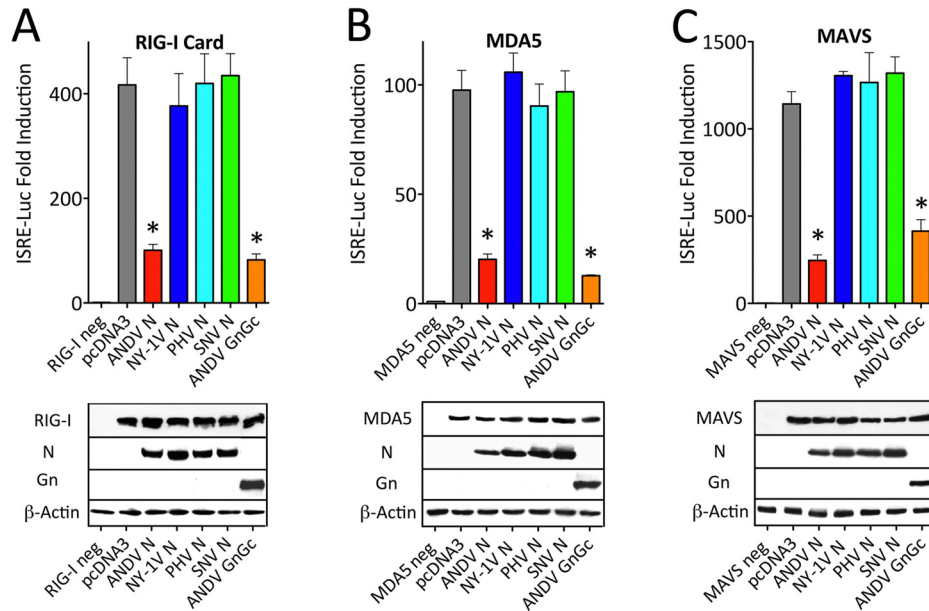 A
RIG-I Card
ISRE-Luc Fold Induction
400
200
0
*
*
RIG-I neg
pcDNA3
ANDV N
NY-1V N
PHV N
SNV N
ANDV GnGc
RIG-I
N
Gn
β-Actin
RIG-I neg
pcDNA3
ANDV N
NY-1V N
PHV N
SNV N
ANDV GnGc
B
MDA5
ISRE-Luc Fold Induction
100
50
0
*
*
MDA5 neg
pcDNA3
ANDV N
NY-1V N
PHV N
SNV N
ANDV GnGc
MDA5
N
Gn
β-Actin
MDA5 neg
pcDNA3
ANDV N
NY-1V N
PHV N
SNV N
ANDV GnGc
C
MAVS
ISRE-Luc Fold Induction
1500
1000
500
0
*
*
MAVS neg
pcDNA3
ANDV N
NY-1V N
PHV N
SNV N
ANDV GnGc
MAVS
N
Gn
β-Actin
MAVS neg
pcDNA3
ANDV N
NY-1V N
PHV N
SNV N
ANDV GnGc